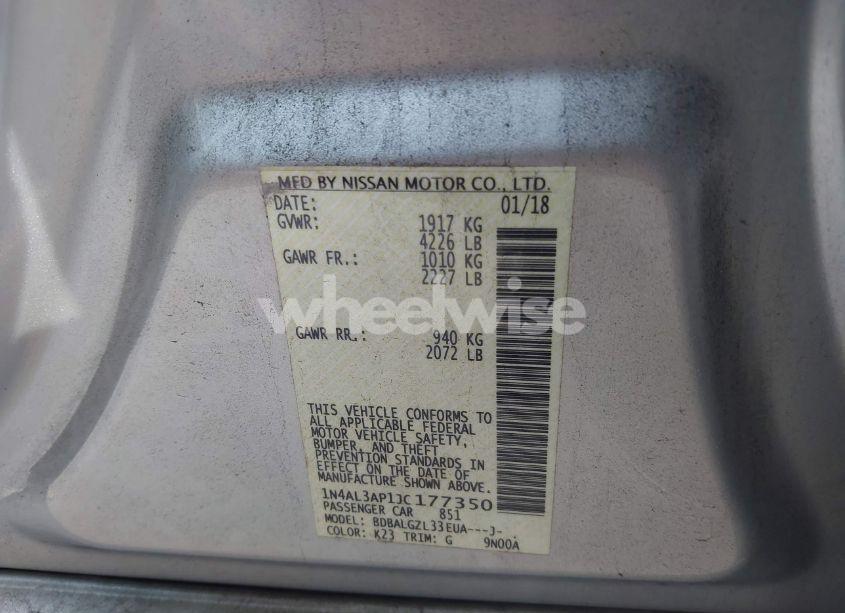 MFD BY NISSAN MOTOR CO., LTD.
DATE: 01/18
GVWR: 1917 KG
4226 LB
GAWR FR.: 1010 KG
2227 LB
wheelwise
GAWR RR.: 940 KG
2072 LB
THIS VEHICLE CONFORMS TO
ALL APPLICABLE FEDERAL
MOTOR VEHICLE SAFETY,
BUMPER, AND THEFT
PREVENTION STANDARDS IN
EFFECT ON THE DATE OF
MANUFACTURE SHOWN ABOVE.
1N4AL3AP1JC177350
PASSENGER CAR 851
MODEL: BDBALGZL33EUA---J-.
COLOR: K23 TRIM: G 9N00A